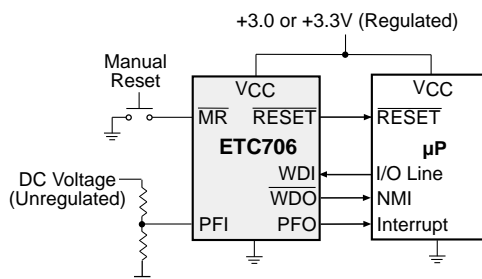 +3.0 or +3.3V (Regulated)
Manual
Reset
VCC
VCC
MR
RESET
RESET
ETC706
µP
WDI
I/O Line
DC Voltage
(Unregulated)
WDO
NMI
PFI
PFO
Interrupt